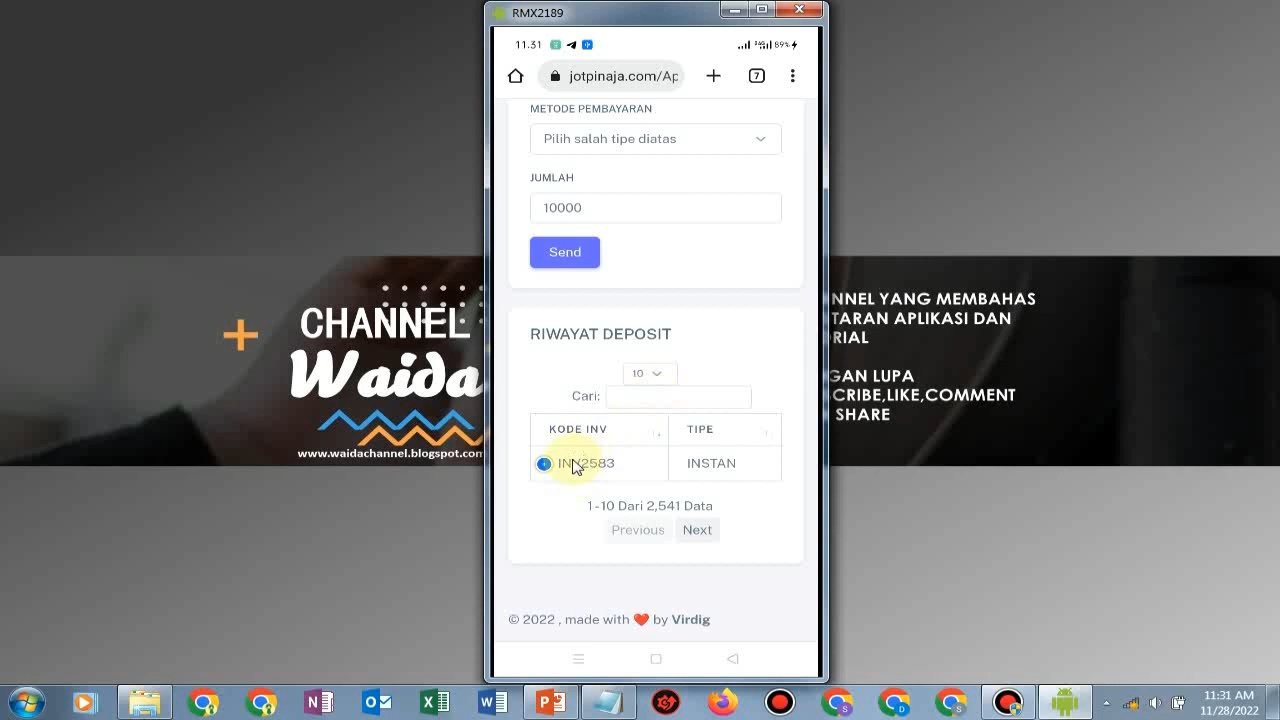 RMX2189
11.31
89%
jotpinaja.com/Ap
7
METODE PEMBAYARAN
Pilih salah tipe diatas
JUMLAH
10000
Send
RIWAYAT DEPOSIT
10
Cari:
KODE INV TIPE
INV2583 INSTAN
1 - 10 Dari 2,541 Data
Previous Next
© 2022 , made with ❤️ by Virdig
CHANNEL
Waida
www.waidachannel.blogspot.com
NNEL YANG MEMBAHAS
TARAN APLIKASI DAN
RIAL
GAN LUPA
CRIBE,LIKE,COMMENT
SHARE
11:31 AM
11/28/2022